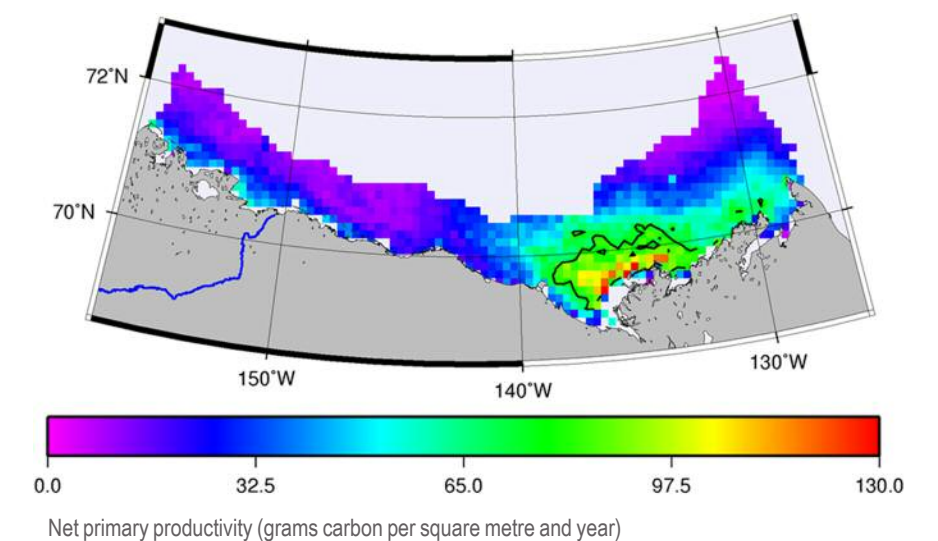 72°N
70°N
150°W
140°W
130°W
0.0 32.5 65.0 97.5 130.0
Net primary productivity (grams carbon per square metre and year)